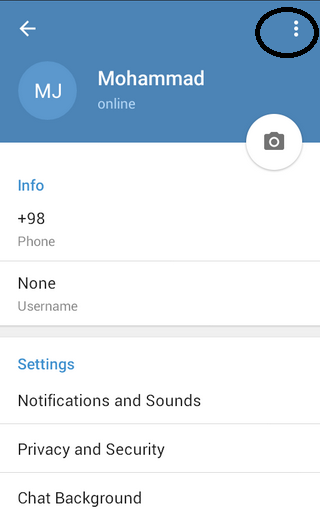 MJ
Mohammad
online
Info
+98
Phone
None
Username
Settings
Notifications and Sounds
Privacy and Security
Chat Background